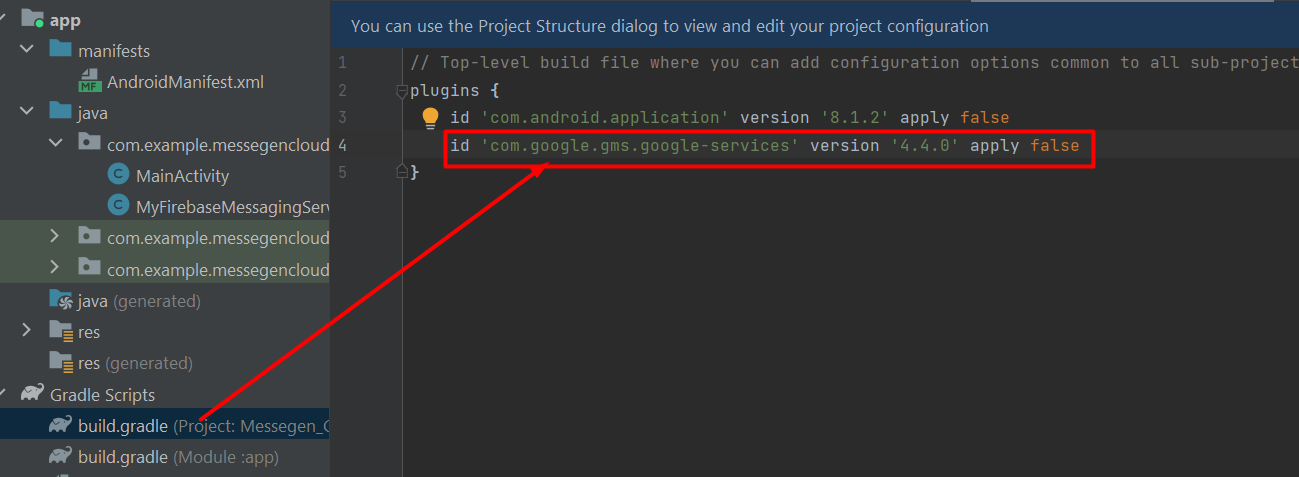 app
manifests
MF AndroidManifest.xml
java
com.example.messegencloud
C MainActivity
C MyFirebaseMessagingServ
com.example.messegencloud
com.example.messegencloud
java (generated)
res
res (generated)
Gradle Scripts
build.gradle (Project: Messegen_C
build.gradle (Module :app)
You can use the Project Structure dialog to view and edit your project configuration
1 // Top-level build file where you can add configuration options common to all sub-project
2 plugins {
3 id 'com.android.application' version '8.1.2' apply false
4 id 'com.google.gms.google-services' version '4.4.0' apply false
5 }